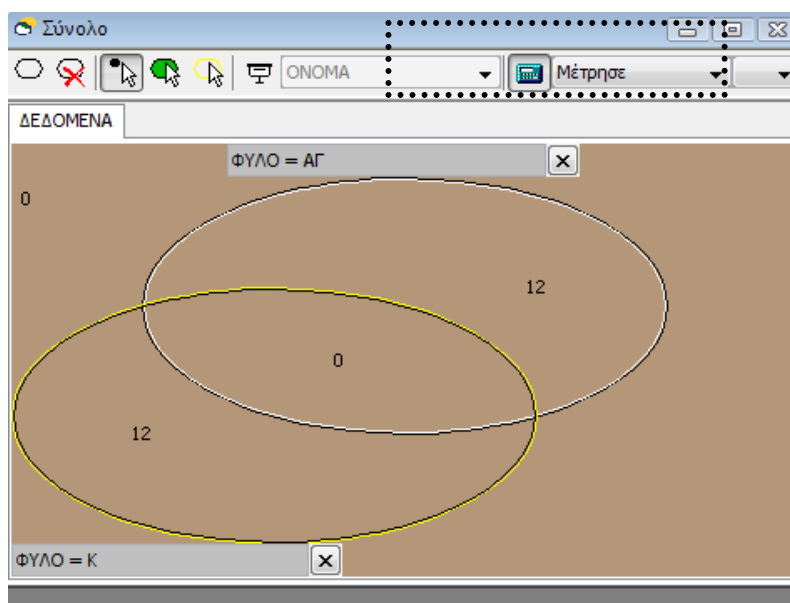 Σύνολο
ΟΝΟΜΑ Μέτρησε
ΔΕΔΟΜΕΝΑ
ΦΥΛΟ = ΑΓ
0
12
0
12
ΦΥΛΟ = Κ